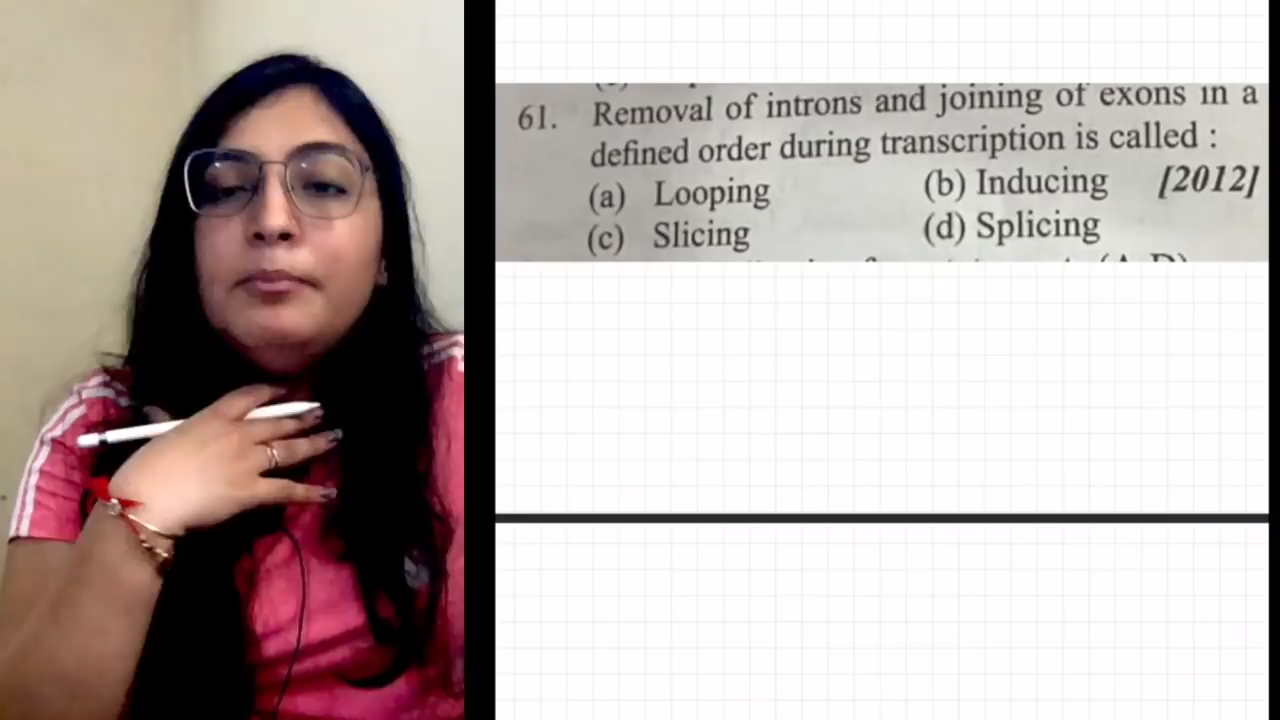 61. Removal of introns and joining of exons in a
defined order during transcription is called :
(a) Looping (b) Inducing [2012]
(c) Slicing (d) Splicing
(A-D)